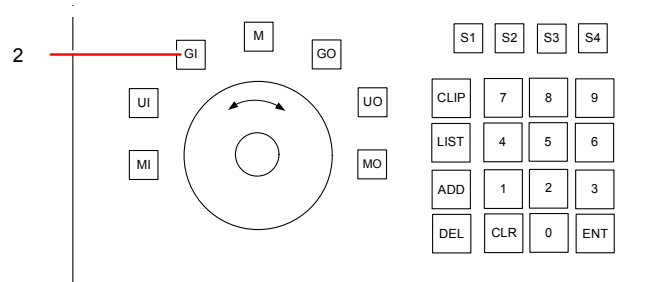 M
S1 S2 S3 S4
2 GI GO
UI UO CLIP 7 8 9
LIST 4 5 6
MI MO
ADD 1 2 3
DEL CLR 0 ENT